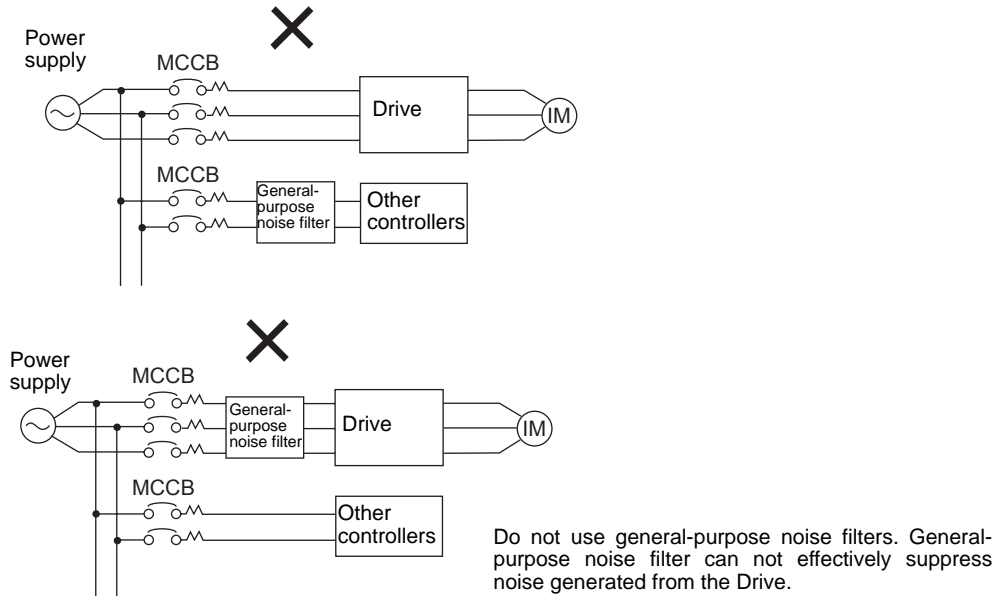 Power
supply
MCCB
Drive
IM
MCCB
General-
purpose
noise filter
Other
controllers
Power
supply
MCCB
General-
purpose
noise filter
Drive
IM
MCCB
Other
controllers
Do not use general-purpose noise filters. General-
purpose noise filter can not effectively suppress
noise generated from the Drive.